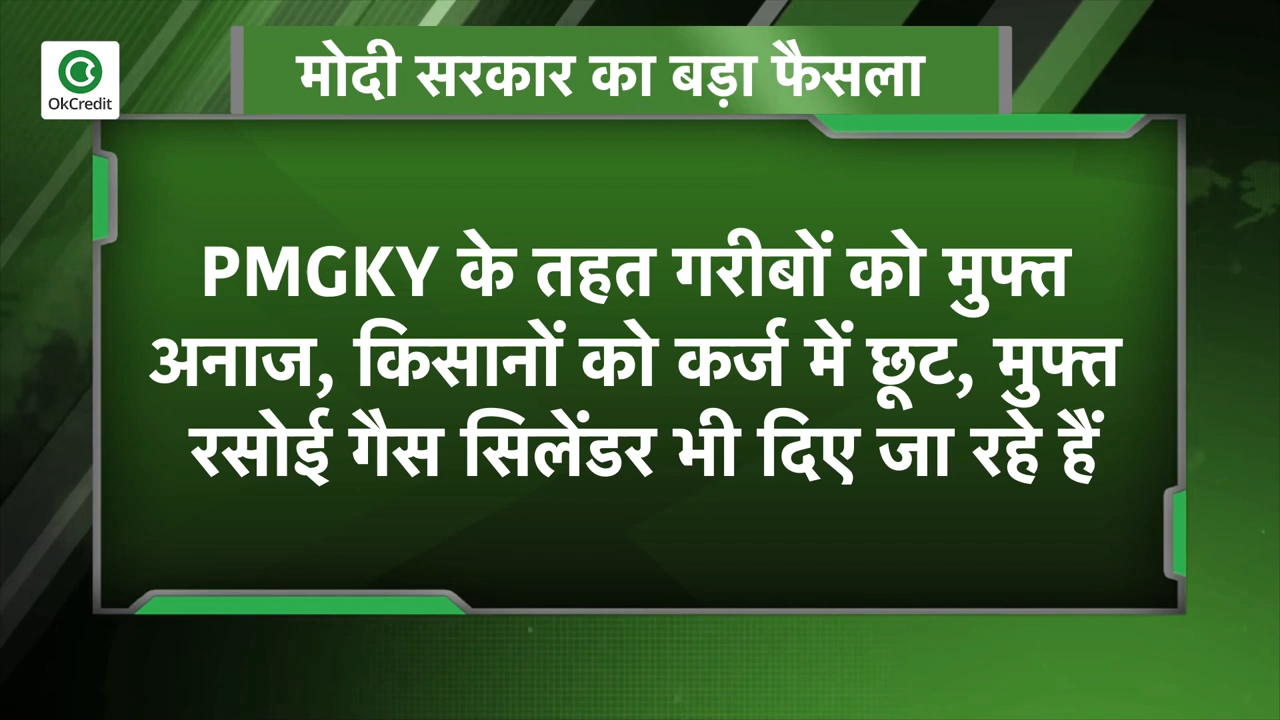 OkCredit
मोदी सरकार का बड़ा फैसला
PMGKY के तहत गरीबों को मुफ्त
अनाज, किसानों को कर्ज में छूट, मुफ्त
रसोई गैस सिलेंडर भी दिए जा रहे हैं